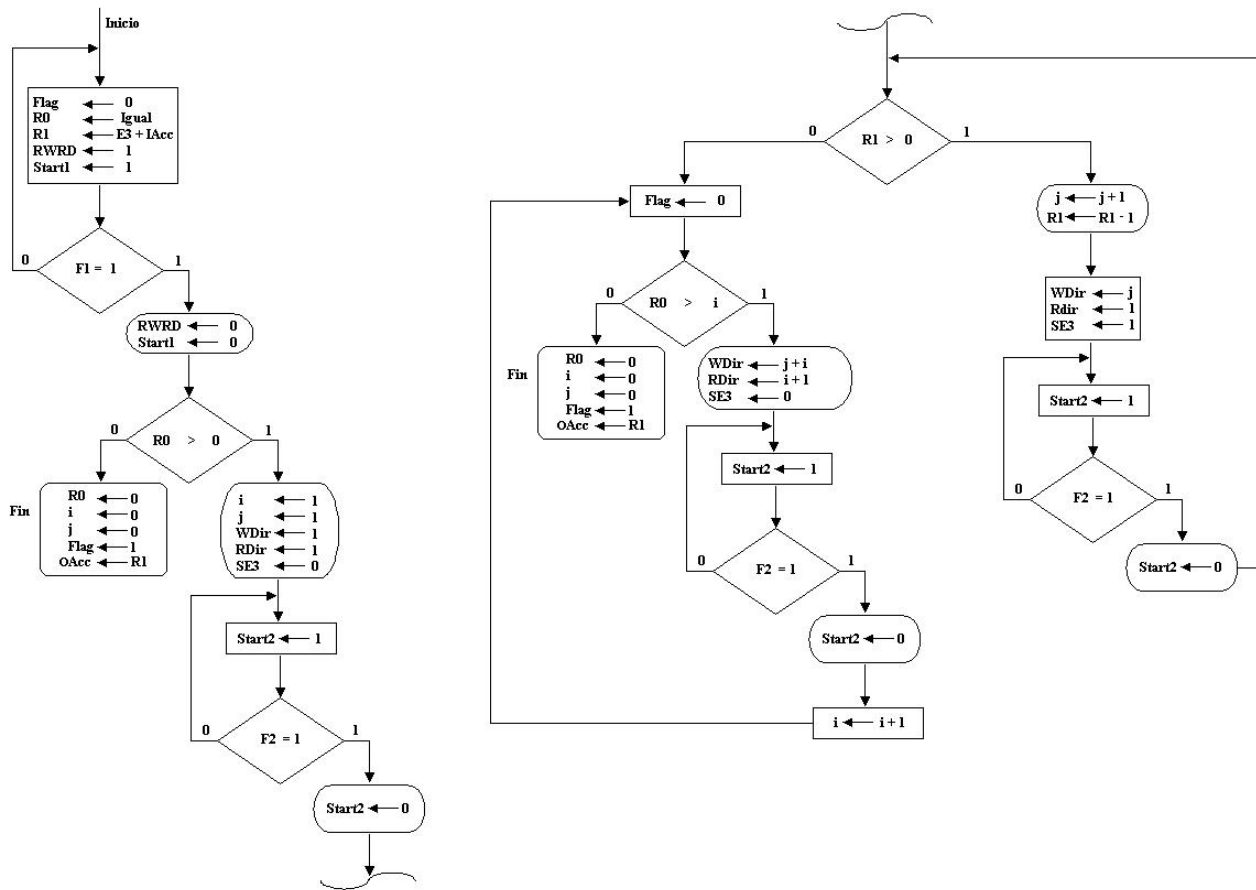 Inicio
Flag ← 0
R0 ← Igual
R1 ← E3 + IAcc
RWRD ← 1
Start1 ← 1
F1 = 1
0
1
RWRD ← 0
Start1 ← 0
R0 > 0
0
1
Fin
R0 ← 0
i ← 0
j ← 0
Flag ← 1
OAcc ← R1
i ← 1
j ← 1
WDir ← 1
RDir ← 1
SE3 ← 0
Start2 ← 1
F2 = 1
0
1
Start2 ← 0
R1 > 0
0
1
Flag ← 0
R0 > i
0
1
Fin
R0 ← 0
i ← 0
j ← 0
Flag ← 1
OAcc ← R1
WDir ← j + i
RDir ← i + 1
SE3 ← 0
Start2 ← 1
F2 = 1
0
1
Start2 ← 0
i ← i + 1
j ← j + 1
R1 ← R1 - 1
WDir ← j
Rdir ← 1
SE3 ← 1
Start2 ← 1
F2 = 1
0
1
Start2 ← 0